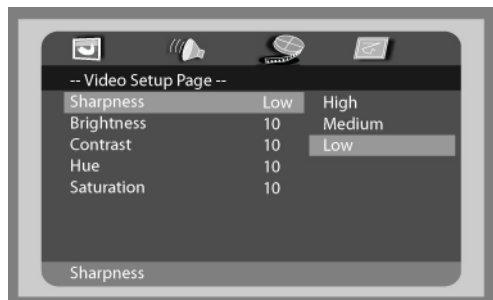 -- Video Setup Page --
Sharpness Low High
Brightness 10 Medium
Contrast 10 Low
Hue 10
Saturation 10
Sharpness